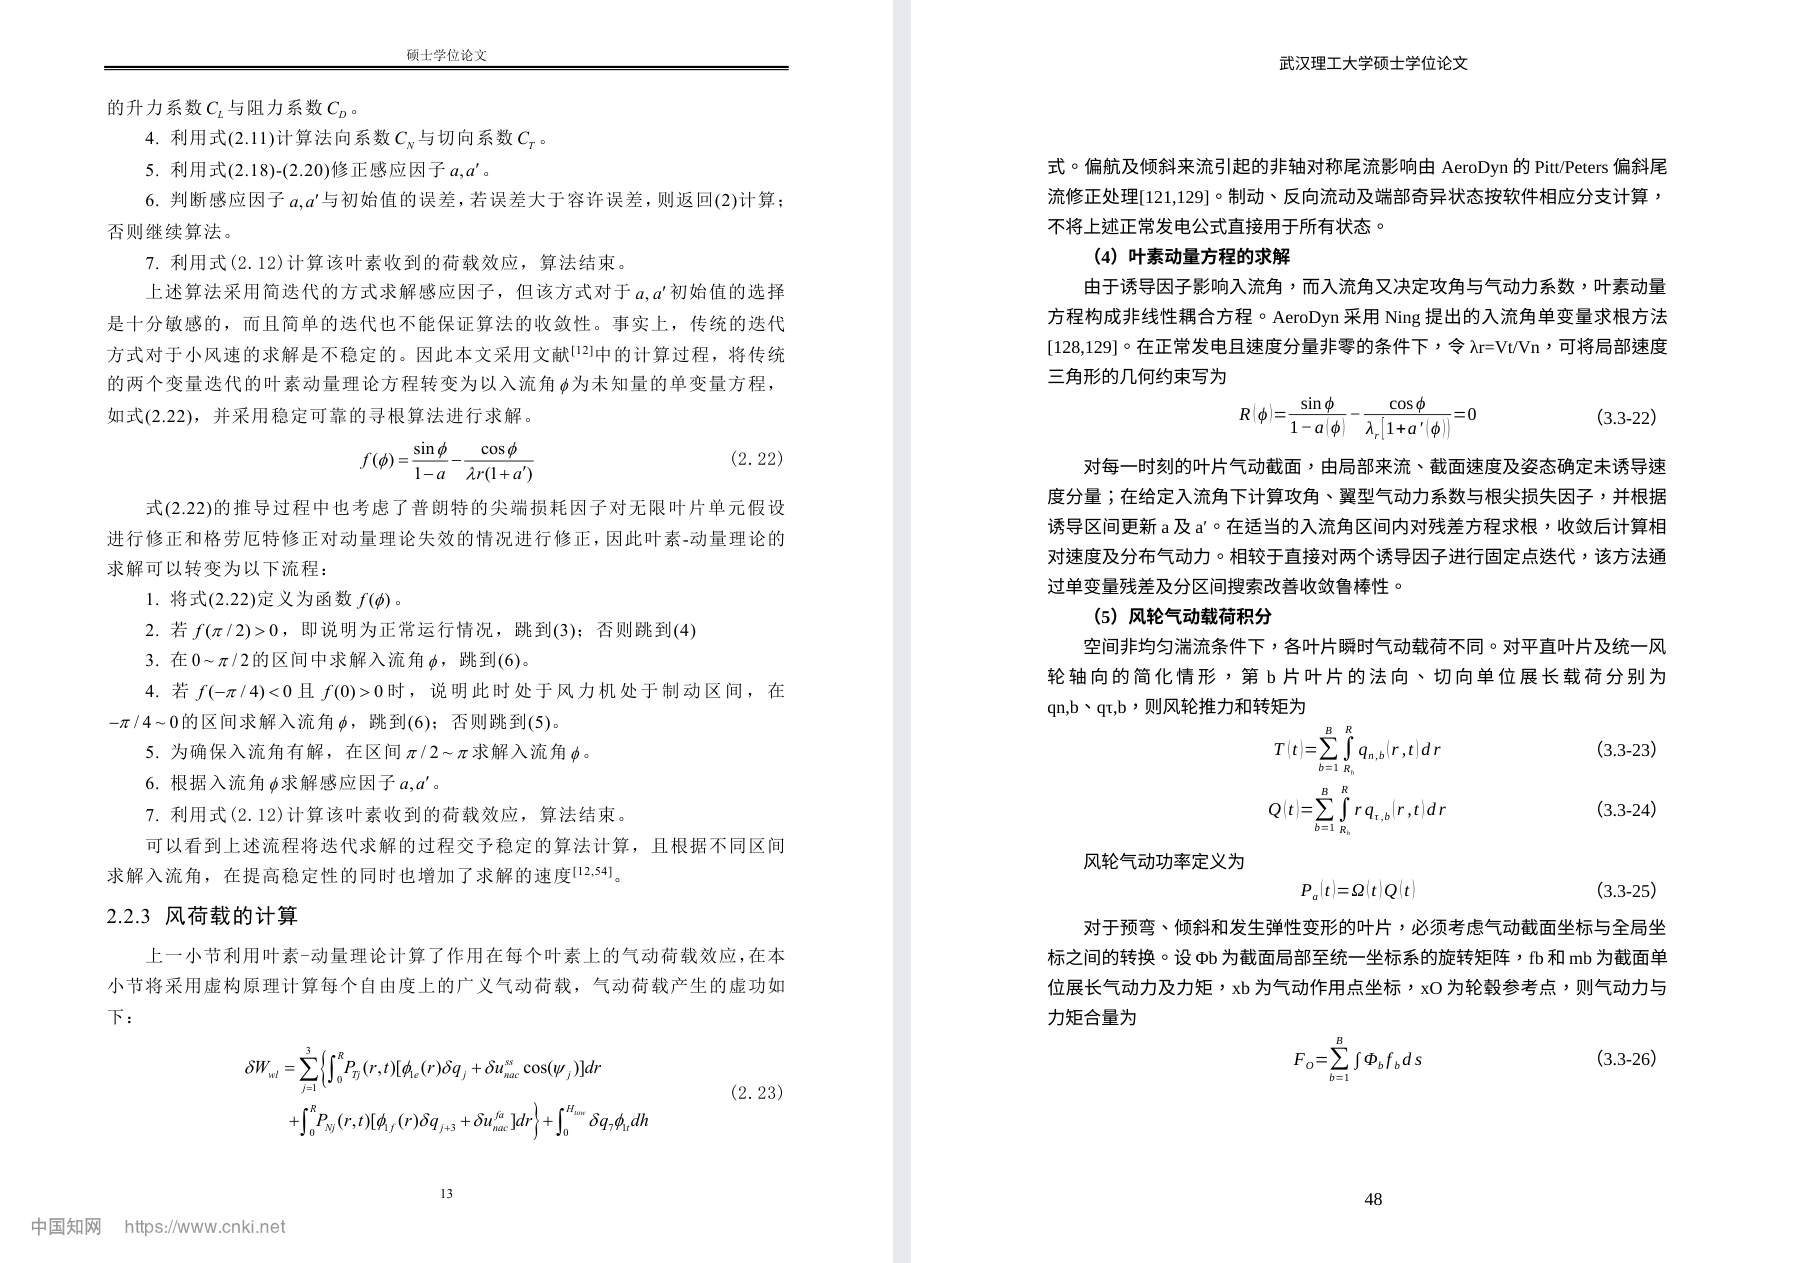 硕士学位论文
的升力系数 C_L 与阻力系数 C_D 。
4. 利用式(2.11)计算法向系数 C_N 与切向系数 C_T 。
5. 利用式(2.18)-(2.20)修正感应因子 a,a′ 。
6. 判断感应因子 a,a′ 与初始值的误差,若误差大于容许误差,则返回(2)计算;
否则继续算法。
7. 利用式(2.12)计算该叶素收到的荷载效应，算法结束。
上述算法采用简迭代的方式求解感应因子，但该方式对于 a, a′ 初始值的选择
是十分敏感的，而且简单的迭代也不能保证算法的收敛性。事实上，传统的迭代
方式对于小风速的求解是不稳定的。因此本文采用文献[12]中的计算过程，将传统
的两个变量迭代的叶素动量理论方程转变为以入流角 ϕ 为未知量的单变量方程，
如式(2.22)，并采用稳定可靠的寻根算法进行求解。
f(ϕ) = sinϕ/(1−a) − cosϕ/(λr(1+a′)) (2.22)
式(2.22)的推导过程中也考虑了普朗特的尖端损耗因子对无限叶片单元假设
进行修正和格劳厄特修正对动量理论失效的情况进行修正,因此叶素-动量理论的
求解可以转变为以下流程：
1. 将式(2.22)定义为函数 f(ϕ) 。
2. 若 f(π/2)>0，即说明为正常运行情况，跳到(3)；否则跳到(4)
3. 在 0~π/2 的区间中求解入流角 ϕ，跳到(6)。
4. 若 f(−π/4)<0 且 f(0)>0 时，说明此时处于风力机处于制动区间，在
−π/4~0 的区间求解入流角 ϕ，跳到(6)；否则跳到(5)。
5. 为确保入流角有解，在区间 π/2~π 求解入流角 ϕ。
6. 根据入流角 ϕ 求解感应因子 a,a′ 。
7. 利用式(2.12)计算该叶素收到的荷载效应，算法结束。
可以看到上述流程将迭代求解的过程交予稳定的算法计算，且根据不同区间
求解入流角，在提高稳定性的同时也增加了求解的速度[12,54]。
2.2.3 风荷载的计算
上一小节利用叶素-动量理论计算了作用在每个叶素上的气动荷载效应,在本
小节将采用虚构原理计算每个自由度上的广义气动荷载，气动荷载产生的虚功如
下：
δW_wl = ∑_{j=1}^{3} { ∫_0^R P_Tj(r,t)[ϕ_1e(r)δq_j + δu_nac^ss cos(ψ_j)]dr
+ ∫_0^R P_Nj(r,t)[ϕ_1f(r)δq_{j+3} + δu_nac^fa]dr } + ∫_0^{H_tow} δq_7ϕ_1t dh (2.23)
13
中国知网 https://www.cnki.net
武汉理工大学硕士学位论文
式。偏航及倾斜来流引起的非轴对称尾流影响由 AeroDyn 的 Pitt/Peters 偏斜尾
流修正处理[121,129]。制动、反向流动及端部奇异状态按软件相应分支计算，
不将上述正常发电公式直接用于所有状态。
（4）叶素动量方程的求解
由于诱导因子影响入流角，而入流角又决定攻角与气动力系数，叶素动量
方程构成非线性耦合方程。AeroDyn 采用 Ning 提出的入流角单变量求根方法
[128,129]。在正常发电且速度分量非零的条件下，令 λr=Vt/Vn，可将局部速度
三角形的几何约束写为
R(ϕ)= sinϕ/(1−a(ϕ)) − cosϕ/(λ_r[1+a'(ϕ)]) =0 （3.3-22）
对每一时刻的叶片气动截面，由局部来流、截面速度及姿态确定未诱导速
度分量；在给定入流角下计算攻角、翼型气动力系数与根尖损失因子，并根据
诱导区间更新 a 及 a′。在适当的入流角区间内对残差方程求根，收敛后计算相
对速度及分布气动力。相较于直接对两个诱导因子进行固定点迭代，该方法通
过单变量残差及分区间搜索改善收敛鲁棒性。
（5）风轮气动载荷积分
空间非均匀湍流条件下，各叶片瞬时气动载荷不同。对平直叶片及统一风
轮轴向的简化情形，第 b 片叶片的法向、切向单位展长载荷分别为
qn,b、qτ,b，则风轮推力和转矩为
T(t)=∑_{b=1}^{B} ∫_{R_h}^{R} q_{n,b}(r,t)dr （3.3-23）
Q(t)=∑_{b=1}^{B} ∫_{R_h}^{R} r q_{τ,b}(r,t)dr （3.3-24）
风轮气动功率定义为
P_a(t)=Ω(t)Q(t) （3.3-25）
对于预弯、倾斜和发生弹性变形的叶片，必须考虑气动截面坐标与全局坐
标之间的转换。设 Φb 为截面局部至统一坐标系的旋转矩阵，fb 和 mb 为截面单
位展长气动力及力矩，xb 为气动作用点坐标，xO 为轮毂参考点，则气动力与
力矩合量为
F_O=∑_{b=1}^{B} ∫Φ_b f_b ds （3.3-26）
48